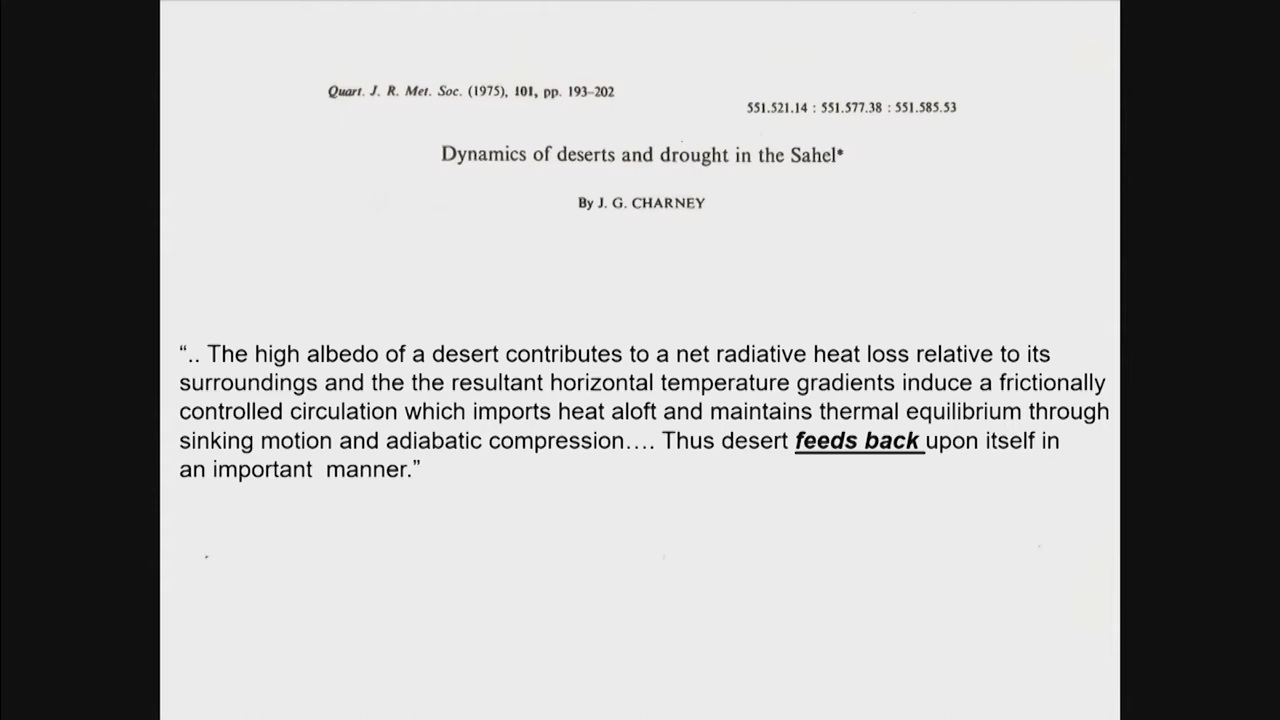 Quart. J. R. Met. Soc. (1975), 101, pp. 193–202
551.521.14 : 551.577.38 : 551.585.53
Dynamics of deserts and drought in the Sahel*
By J. G. CHARNEY
“.. The high albedo of a desert contributes to a net radiative heat loss relative to its
surroundings and the the resultant horizontal temperature gradients induce a frictionally
controlled circulation which imports heat aloft and maintains thermal equilibrium through
sinking motion and adiabatic compression…. Thus desert feeds back upon itself in
an important  manner.”